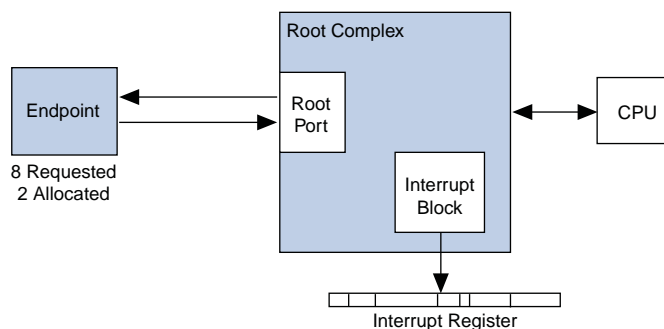 Root Complex
Endpoint
Root
Port
CPU
8 Requested
2 Allocated
Interrupt
Block
Interrupt Register